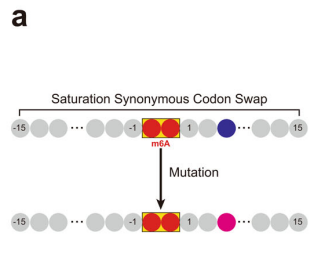 a
Saturation Synonymous Codon Swap
-15 ... -1 1 ... 15
m6A
Mutation
-15 ... -1 1 ... 15